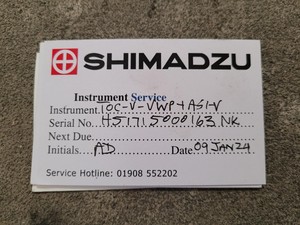 SHIMADZU
Instrument Service
Instrument TOC-V-VWP+ASI-V
Serial No. H51715000163 NK
Next Due
Initials AD Date 09 JAN 24
Service Hotline: 01908 552202